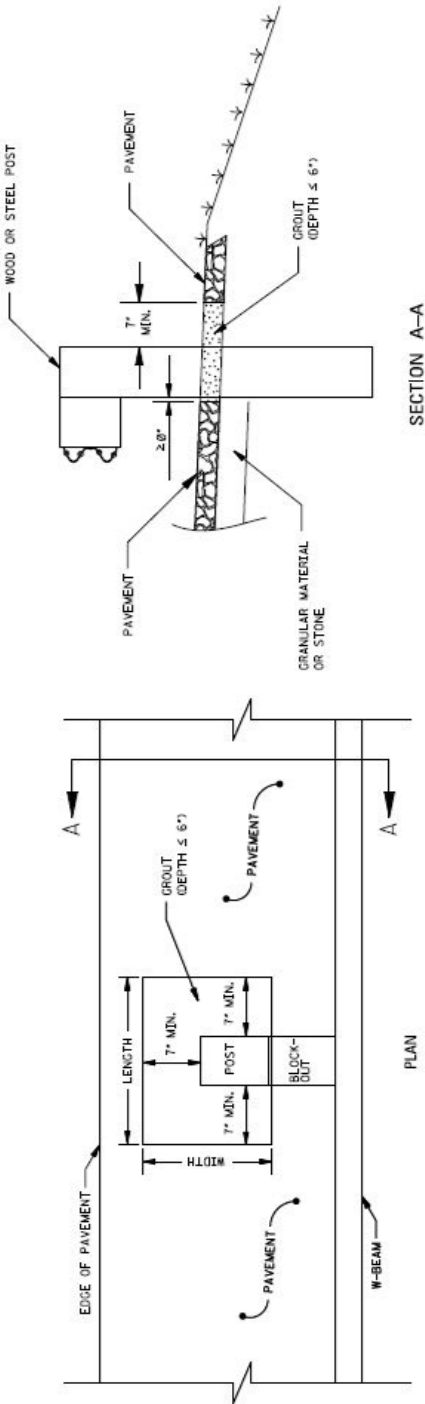 EDGE OF PAVEMENT
LENGTH
GROUT
(DEPTH ≤ 6")
A
7" MIN.
WIDTH
7" MIN.
POST
7" MIN.
PAVEMENT
PAVEMENT
BLOCK-
OUT
W-BEAM
A
PLAN
WOOD OR STEEL POST
PAVEMENT
7"
MIN.
PAVEMENT
≥0"
GROUT
(DEPTH ≤ 6")
GRANULAR MATERIAL
OR STONE
SECTION A-A